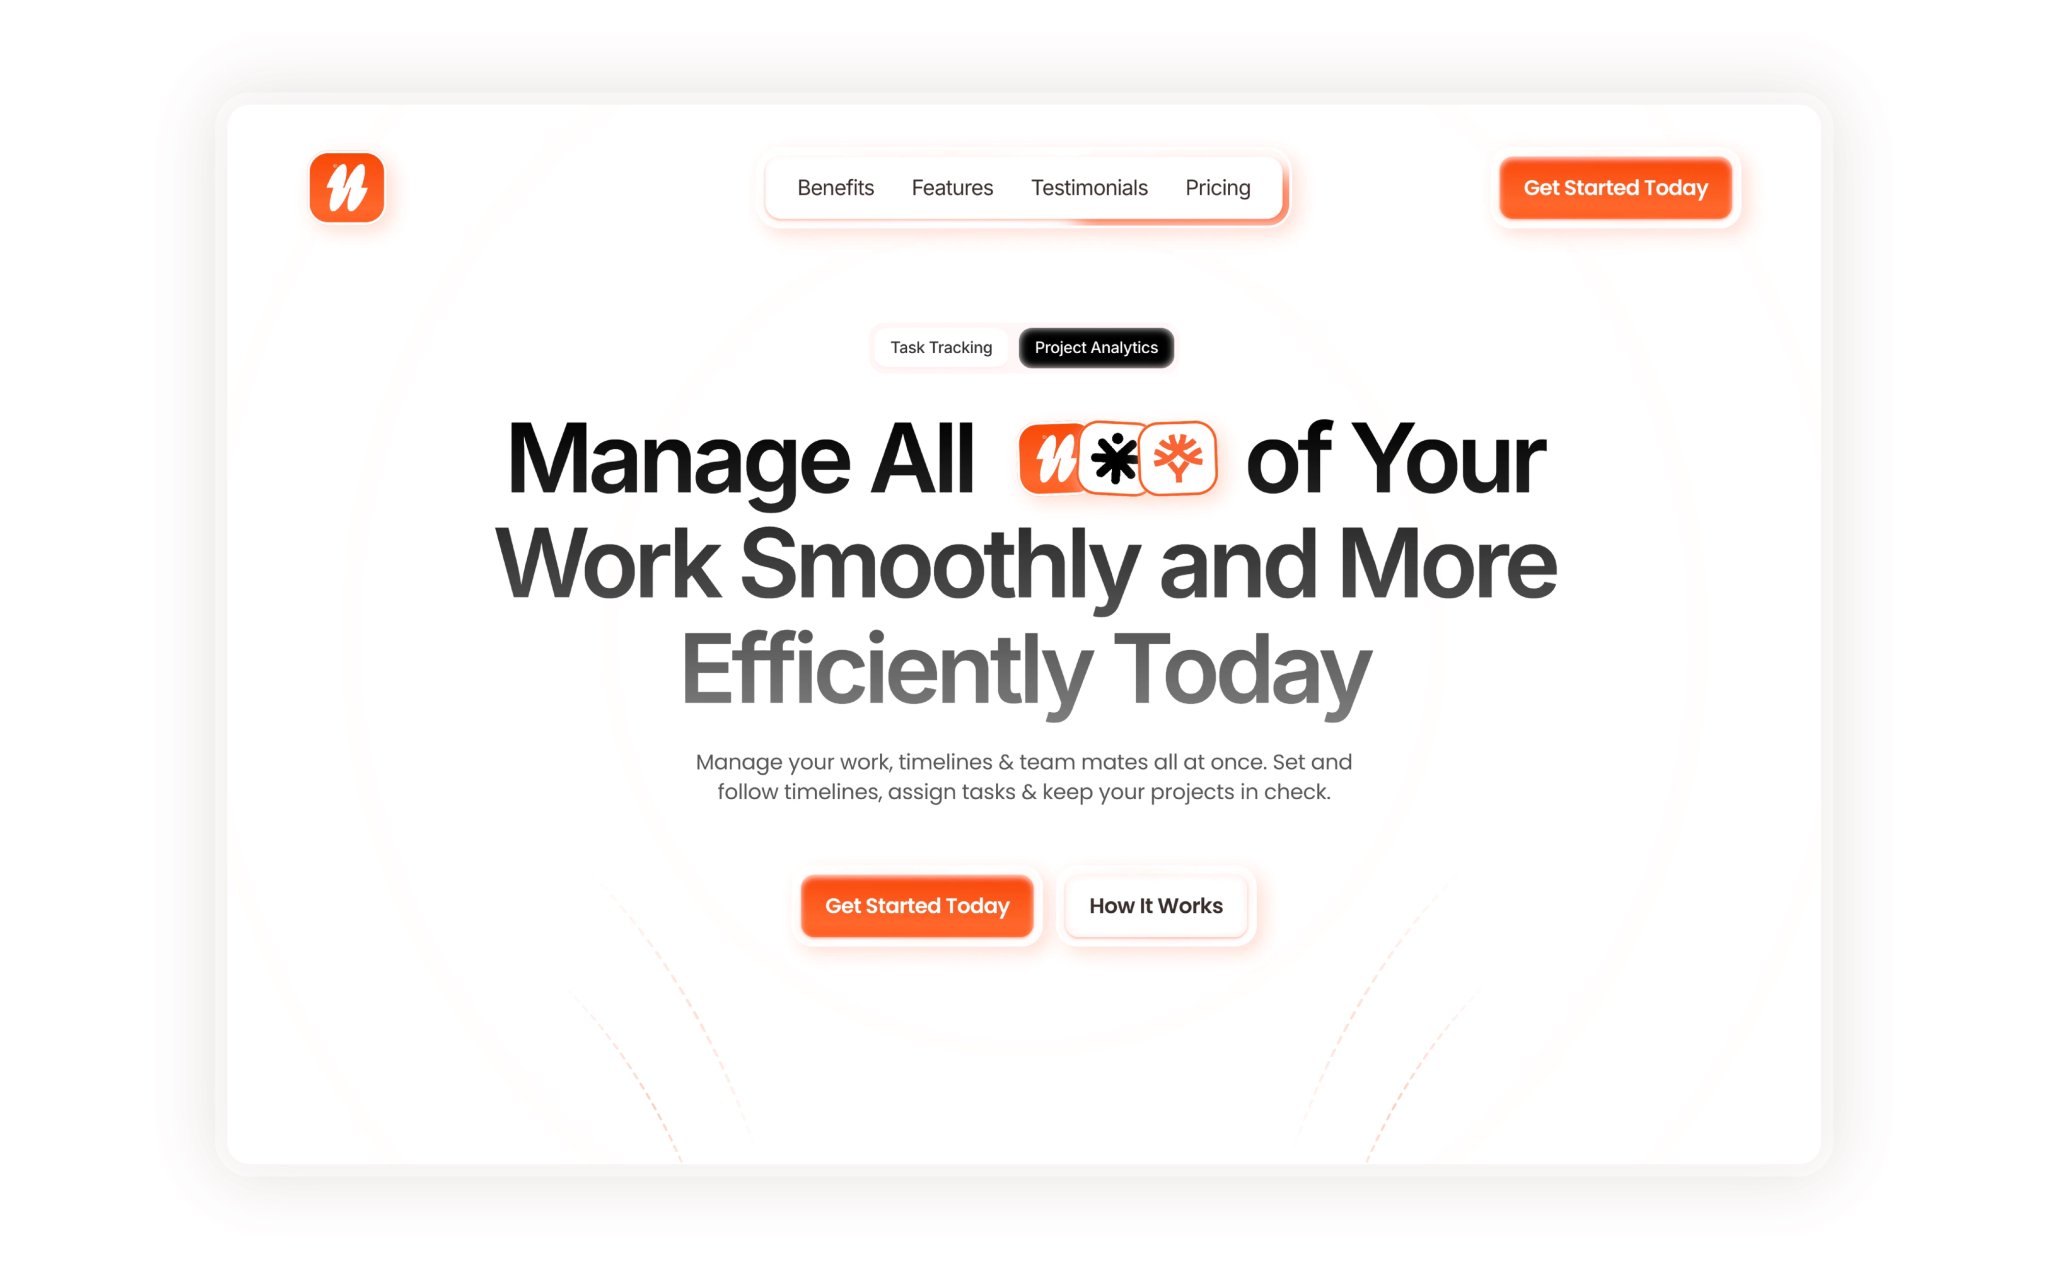 Benefits Features Testimonials Pricing
Get Started Today
Task Tracking Project Analytics
Manage All of Your
Work Smoothly and More
Efficiently Today
Manage your work, timelines & team mates all at once. Set and
follow timelines, assign tasks & keep your projects in check.
Get Started Today How It Works